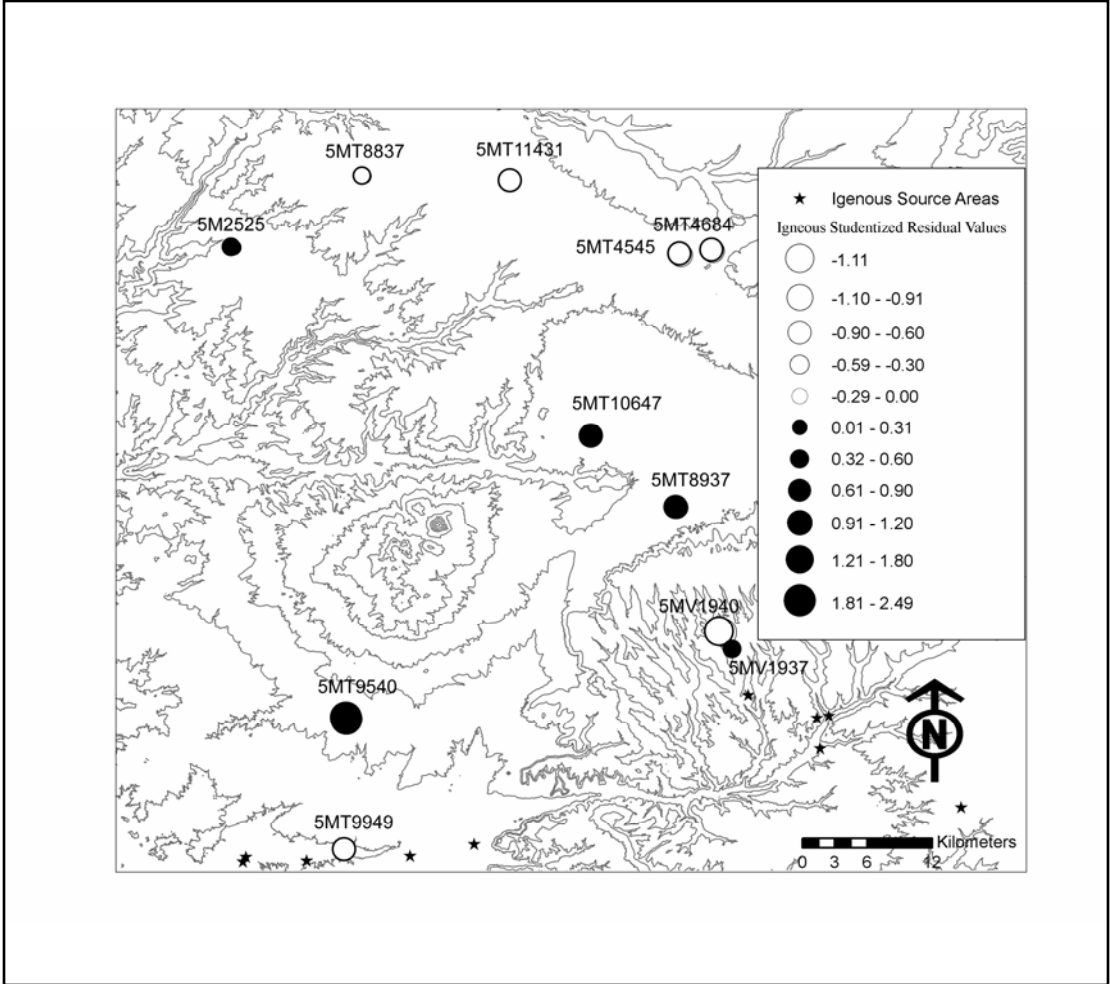 5MT8837
5MT11431
5M2525
5MT4684
5MT4545
5MT10647
5MT8937
5MV1940
5MV1937
5MT9540
5MT9949
Igenous Source Areas
Igneous Studentized Residual Values
-1.11
-1.10 - -0.91
-0.90 - -0.60
-0.59 - -0.30
-0.29 - 0.00
0.01 - 0.31
0.32 - 0.60
0.61 - 0.90
0.91 - 1.20
1.21 - 1.80
1.81 - 2.49
N
Kilometers
0 3 6 12